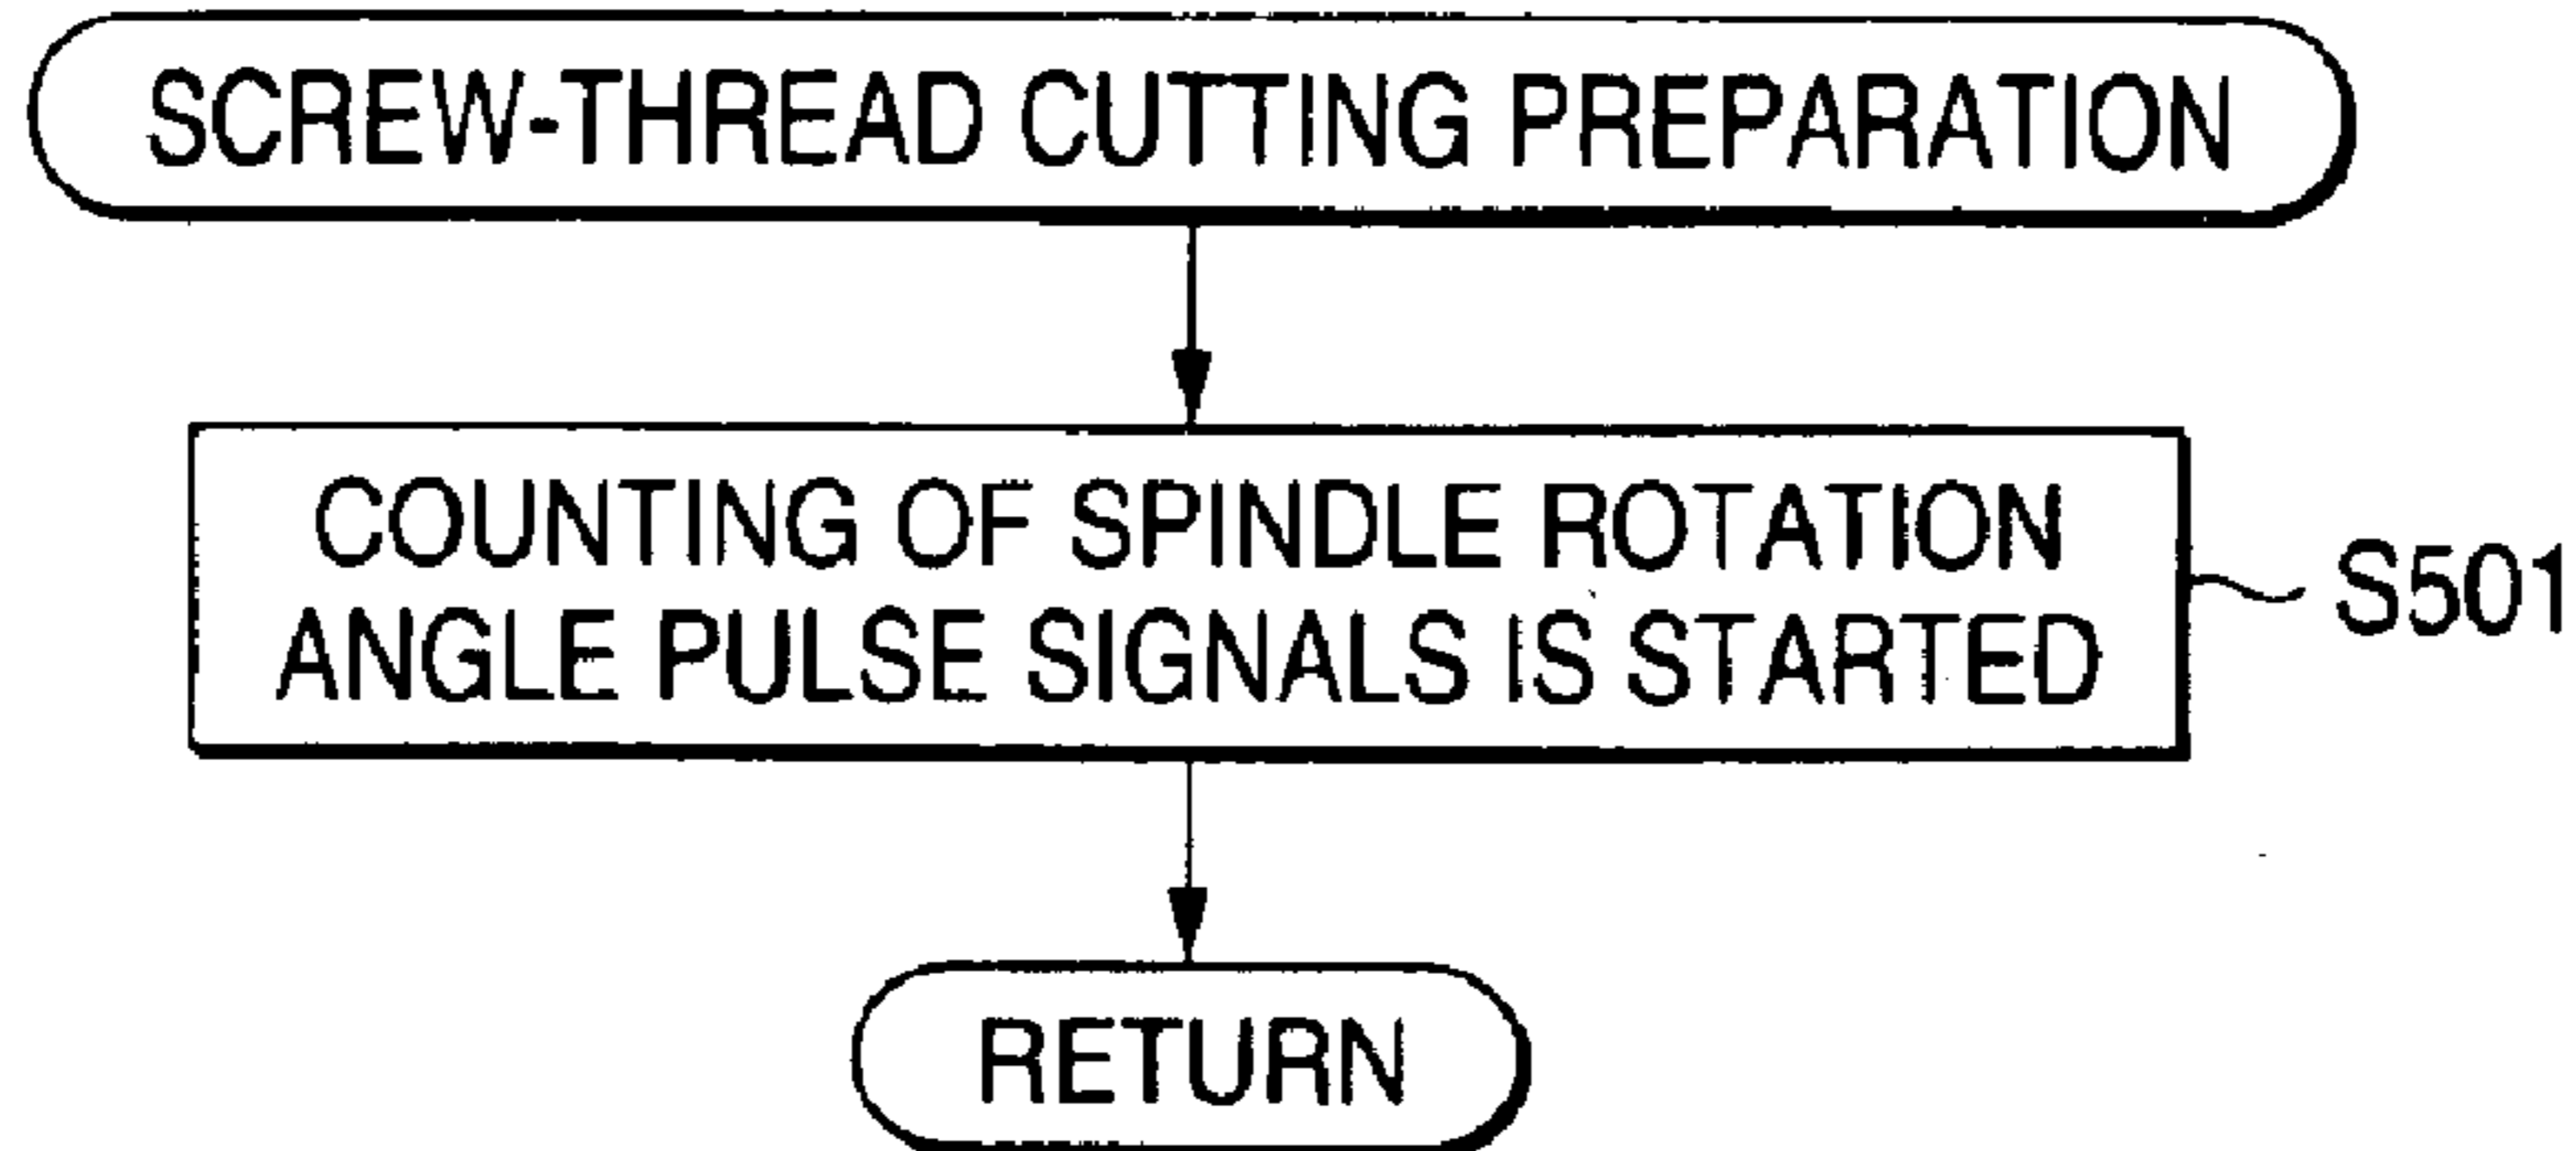 SCREW-THREAD CUTTING PREPARATION
COUNTING OF SPINDLE ROTATION
ANGLE PULSE SIGNALS IS STARTED
S501
RETURN